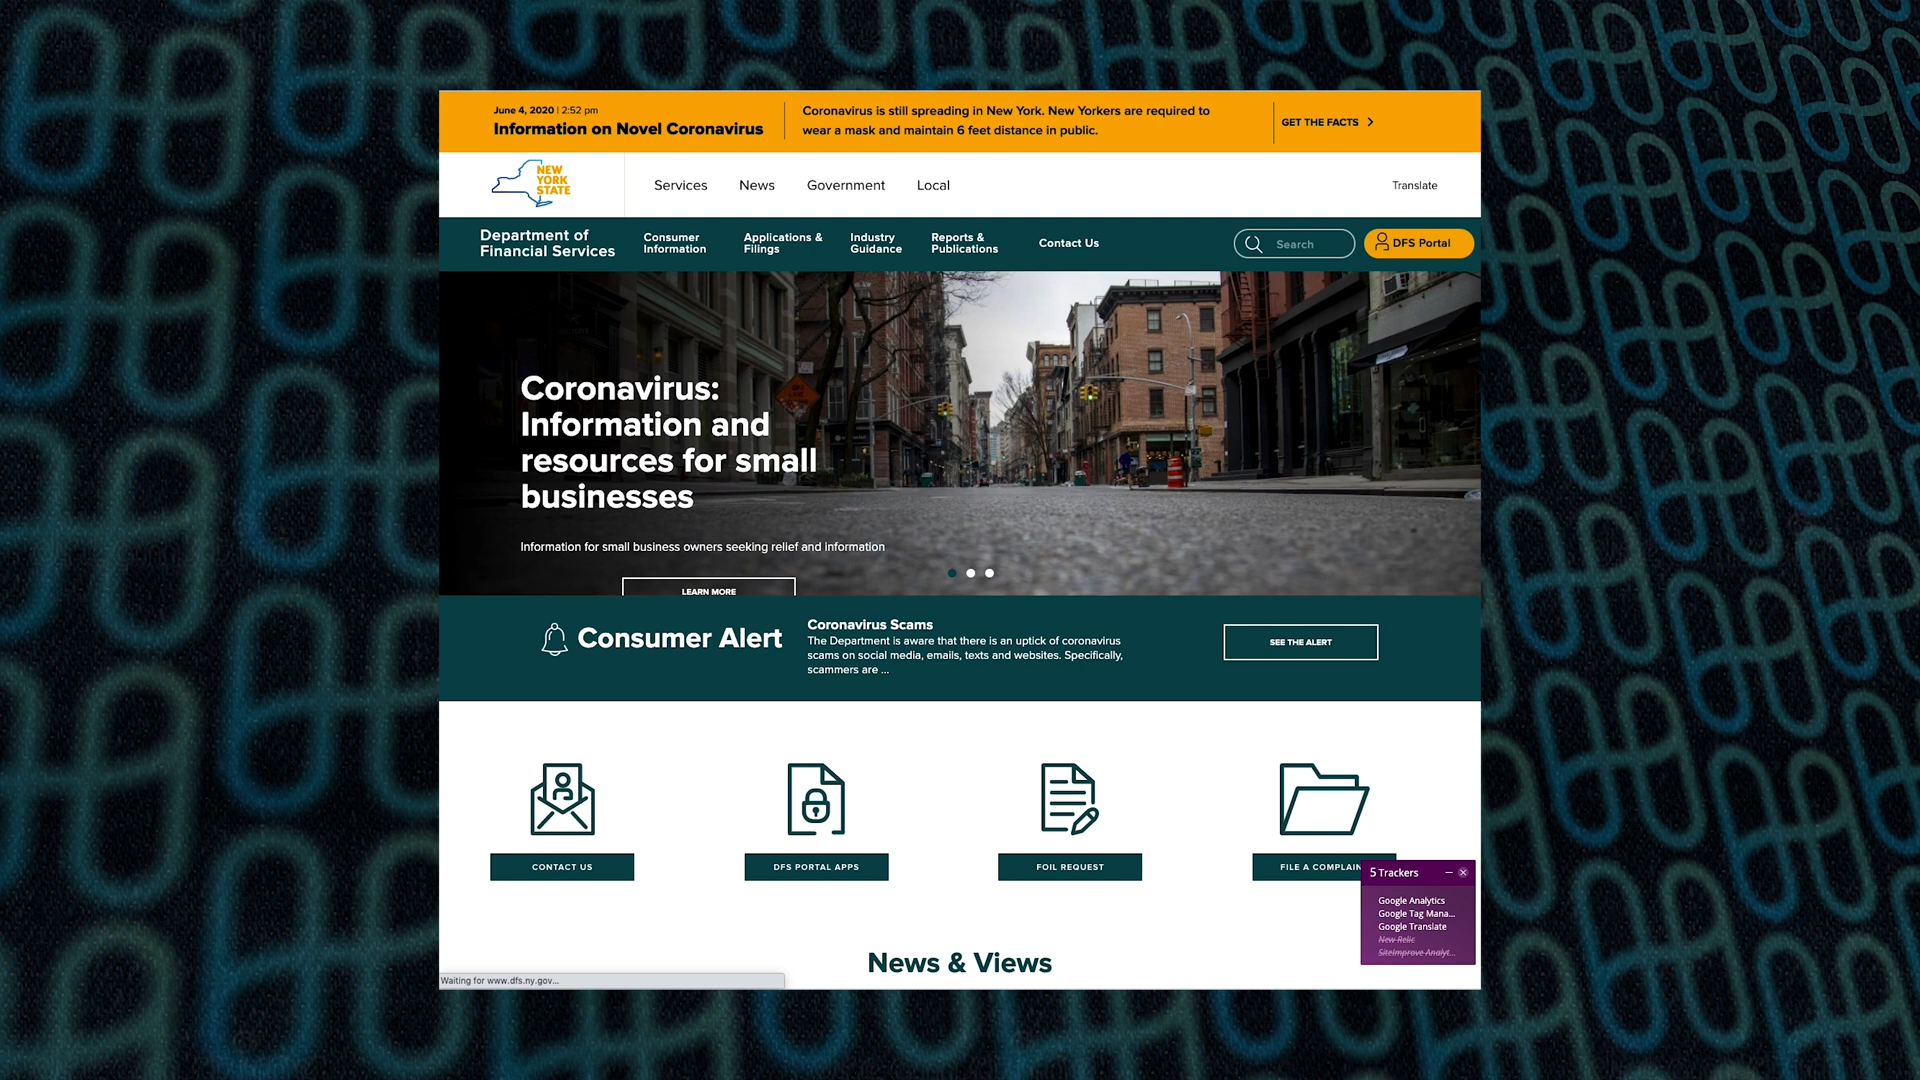 June 4, 2020 | 2:52 pm
Information on Novel Coronavirus
Coronavirus is still spreading in New York. New Yorkers are required to
wear a mask and maintain 6 feet distance in public.
GET THE FACTS
NEW
YORK
STATE
Services
News
Government
Local
Translate
Department of
Financial Services
Consumer
Information
Applications &
Filings
Industry
Guidance
Reports &
Publications
Contact Us
Search
DFS Portal
Coronavirus:
Information and
resources for small
businesses
Information for small business owners seeking relief and information
LEARN MORE
Consumer Alert
Coronavirus Scams
The Department is aware that there is an uptick of coronavirus
scams on social media, emails, texts and websites. Specifically,
scammers are ...
SEE THE ALERT
CONTACT US
DFS PORTAL APPS
FOIL REQUEST
FILE A COMPLAIN
5 Trackers
Google Analytics
Google Tag Mana...
Google Translate
New Relic
SiteImprove Analyt...
News & Views
Waiting for www.dfs.ny.gov...